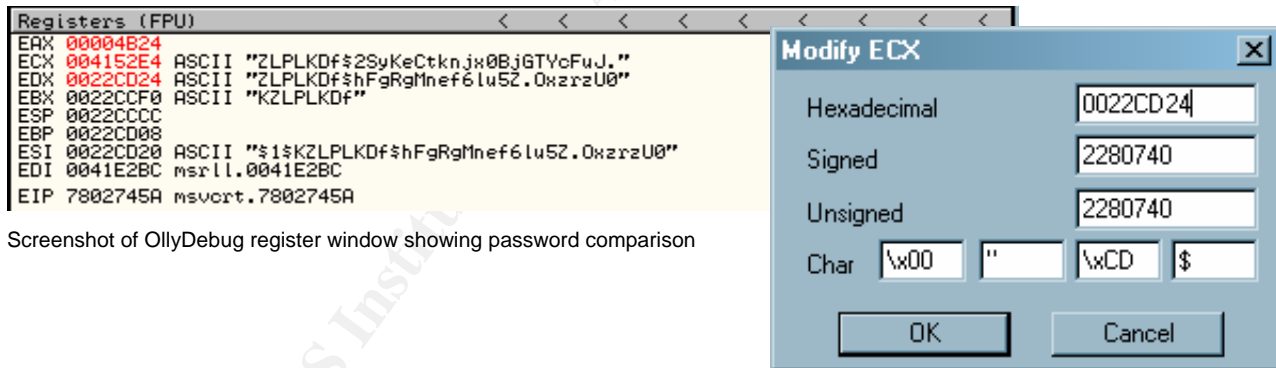 Registers (FPU) < < < < < < < < <
EAX 00004B24
ECX 004152E4 ASCII "ZLPLKDf$2SyKeCtknjx0BjGTVcFuJ."
EDX 0022CD24 ASCII "ZLPLKDf$hFgRgMnef6lu5Z.OxzrzU0"
EBX 0022CCF0 ASCII "KZLPLKDf"
ESP 0022CCCC
EBP 0022CD08
ESI 0022CD20 ASCII "$1$KZLPLKDf$hFgRgMnef6lu5Z.OxzrzU0"
EDI 0041E2BC msrll.0041E2BC
EIP 7802745A msvcrt.7802745A
Screenshot of OllyDebug register window showing password comparison
Modify ECX
Hexadecimal 0022CD24
Signed 2280740
Unsigned 2280740
Char \x00 " \xCD $
OK Cancel